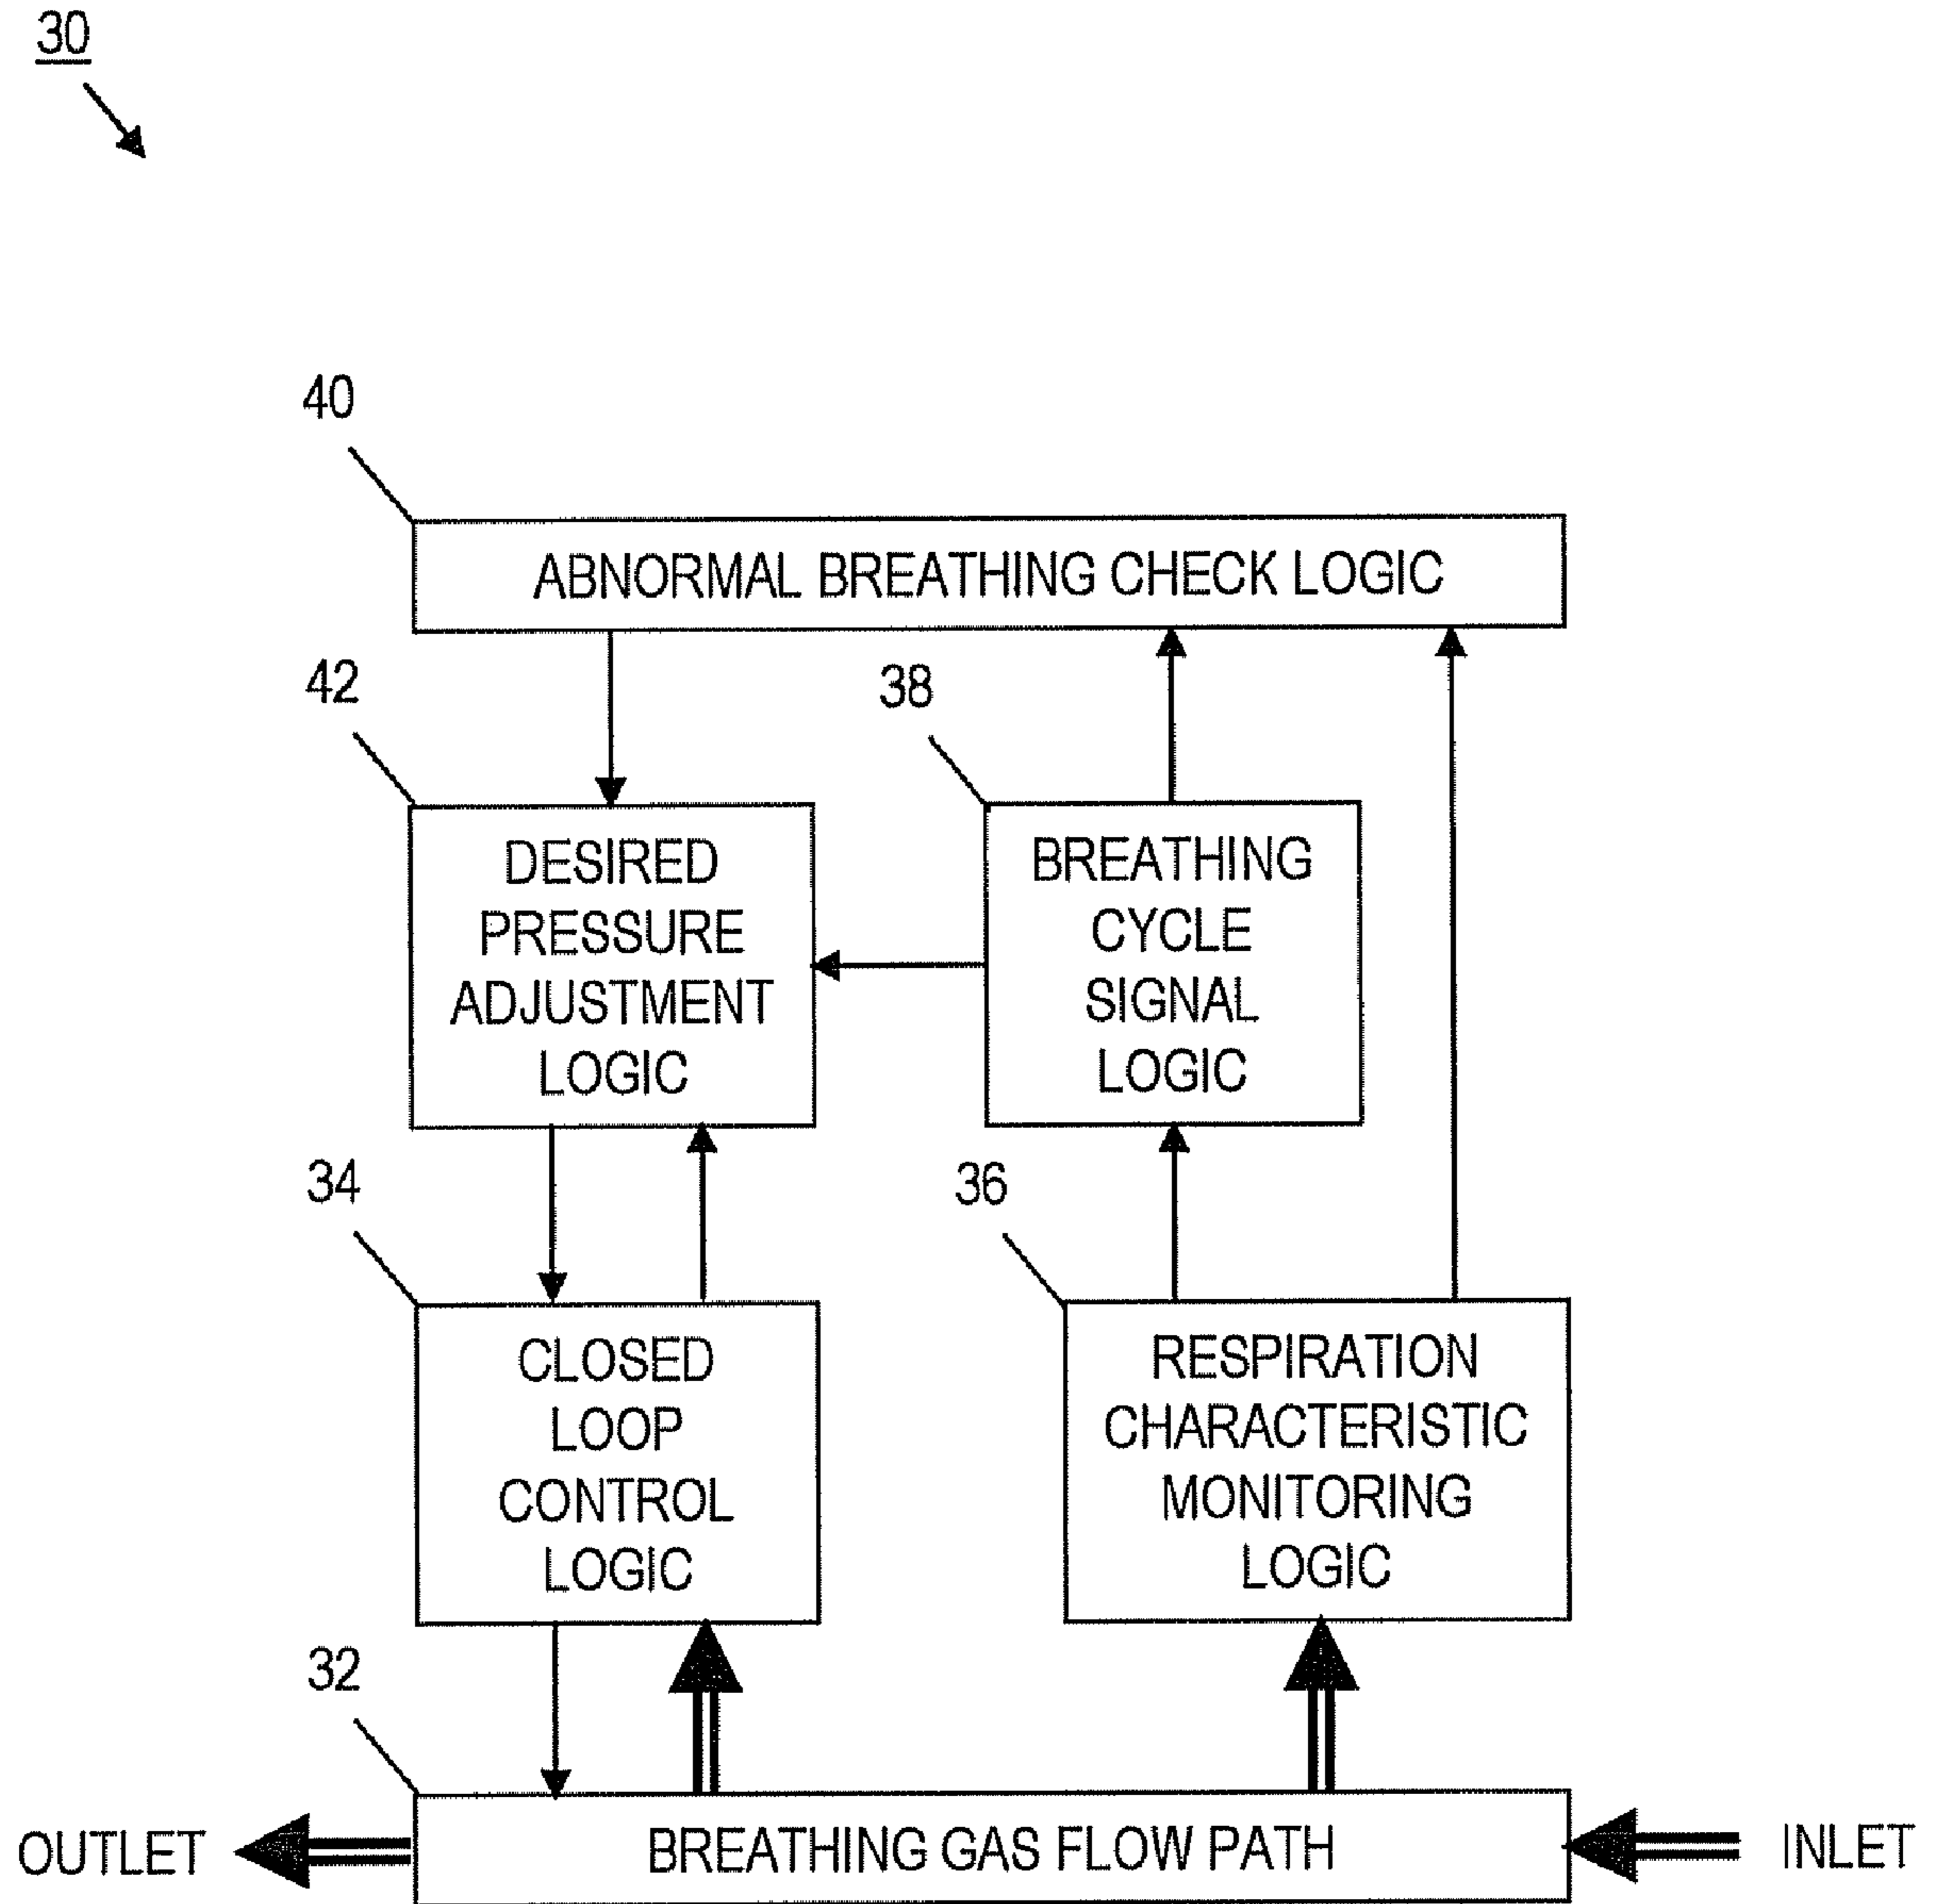 30
40
ABNORMAL BREATHING CHECK LOGIC
42
38
DESIRED
PRESSURE
ADJUSTMENT
LOGIC
BREATHING
CYCLE
SIGNAL
LOGIC
34
36
CLOSED
LOOP
CONTROL
LOGIC
RESPIRATION
CHARACTERISTIC
MONITORING
LOGIC
32
OUTLET
BREATHING GAS FLOW PATH
INLET